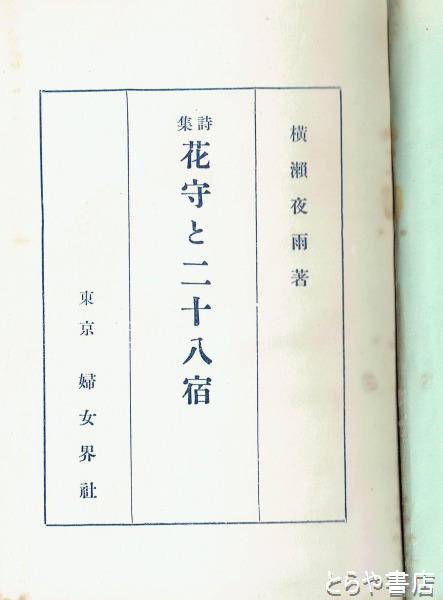 横瀬夜雨著
詩集
花守と二十八宿
東京 婦女界社
とらや書店